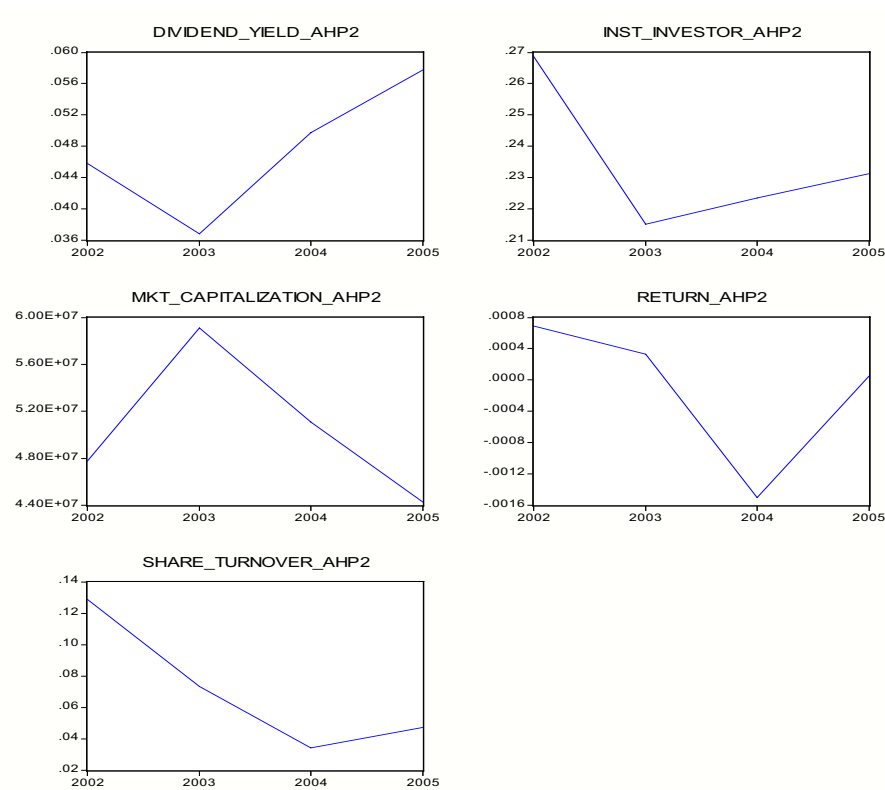 DIVIDEND_YIELD_AHP2
.060
.056
.052
.048
.044
.040
.036
2002 2003 2004 2005
INST_INVESTOR_AHP2
.27
.26
.25
.24
.23
.22
.21
2002 2003 2004 2005
MKT_CAPITALIZATION_AHP2
6.00E+07
5.60E+07
5.20E+07
4.80E+07
4.40E+07
2002 2003 2004 2005
RETURN_AHP2
.0008
.0004
.0000
-.0004
-.0008
-.0012
-.0016
2002 2003 2004 2005
SHARE_TURNOVER_AHP2
.14
.12
.10
.08
.06
.04
.02
2002 2003 2004 2005